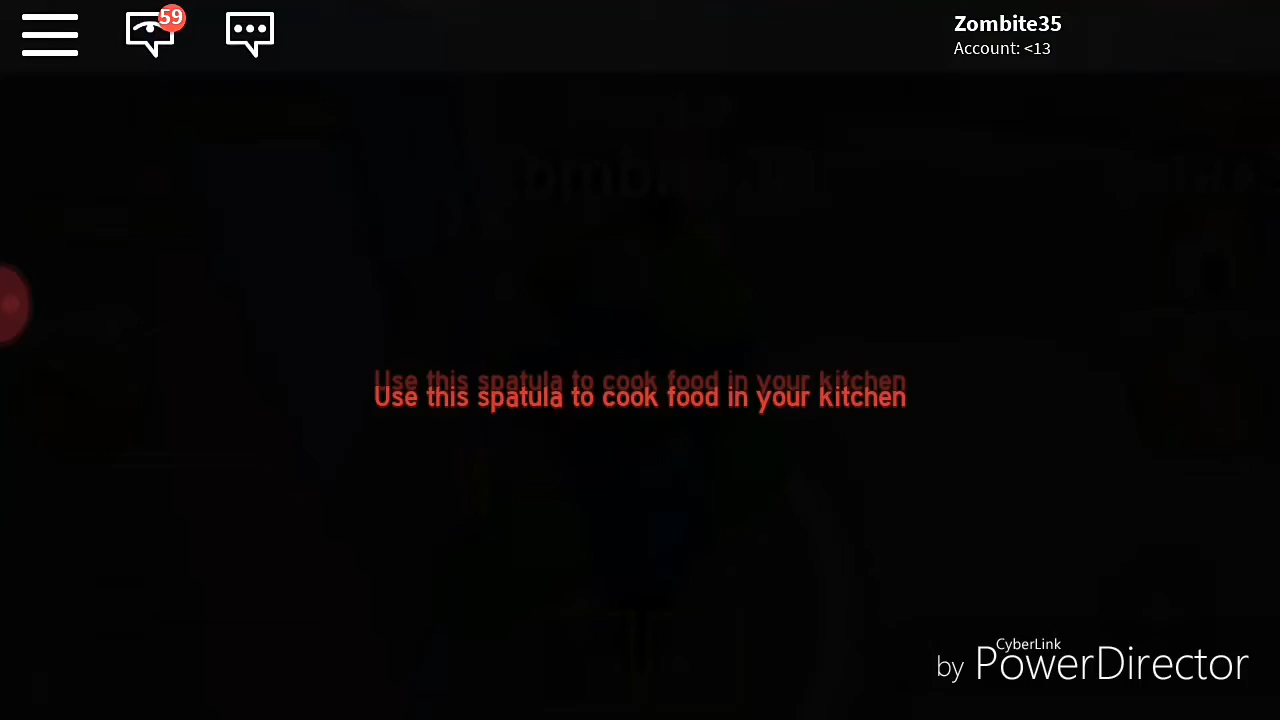 59
Zombite35
Account: <13
Use this spatula to cook food in your kitchen
Use this spatula to cook food in your kitchen
by CyberLink PowerDirector